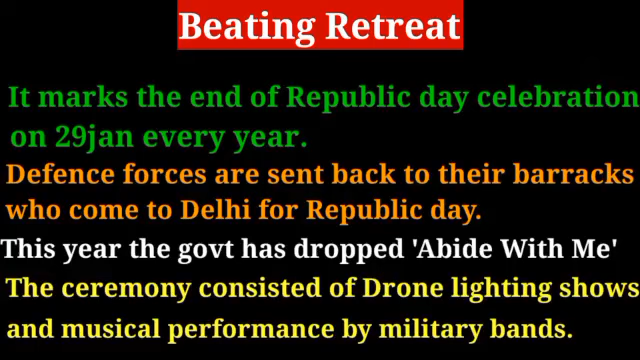 Beating Retreat
It marks the end of Republic day celebration
on 29jan every year.
Defence forces are sent back to their barracks
who come to Delhi for Republic day.
This year the govt has dropped 'Abide With Me'
The ceremony consisted of Drone lighting shows
and musical performance by military bands.